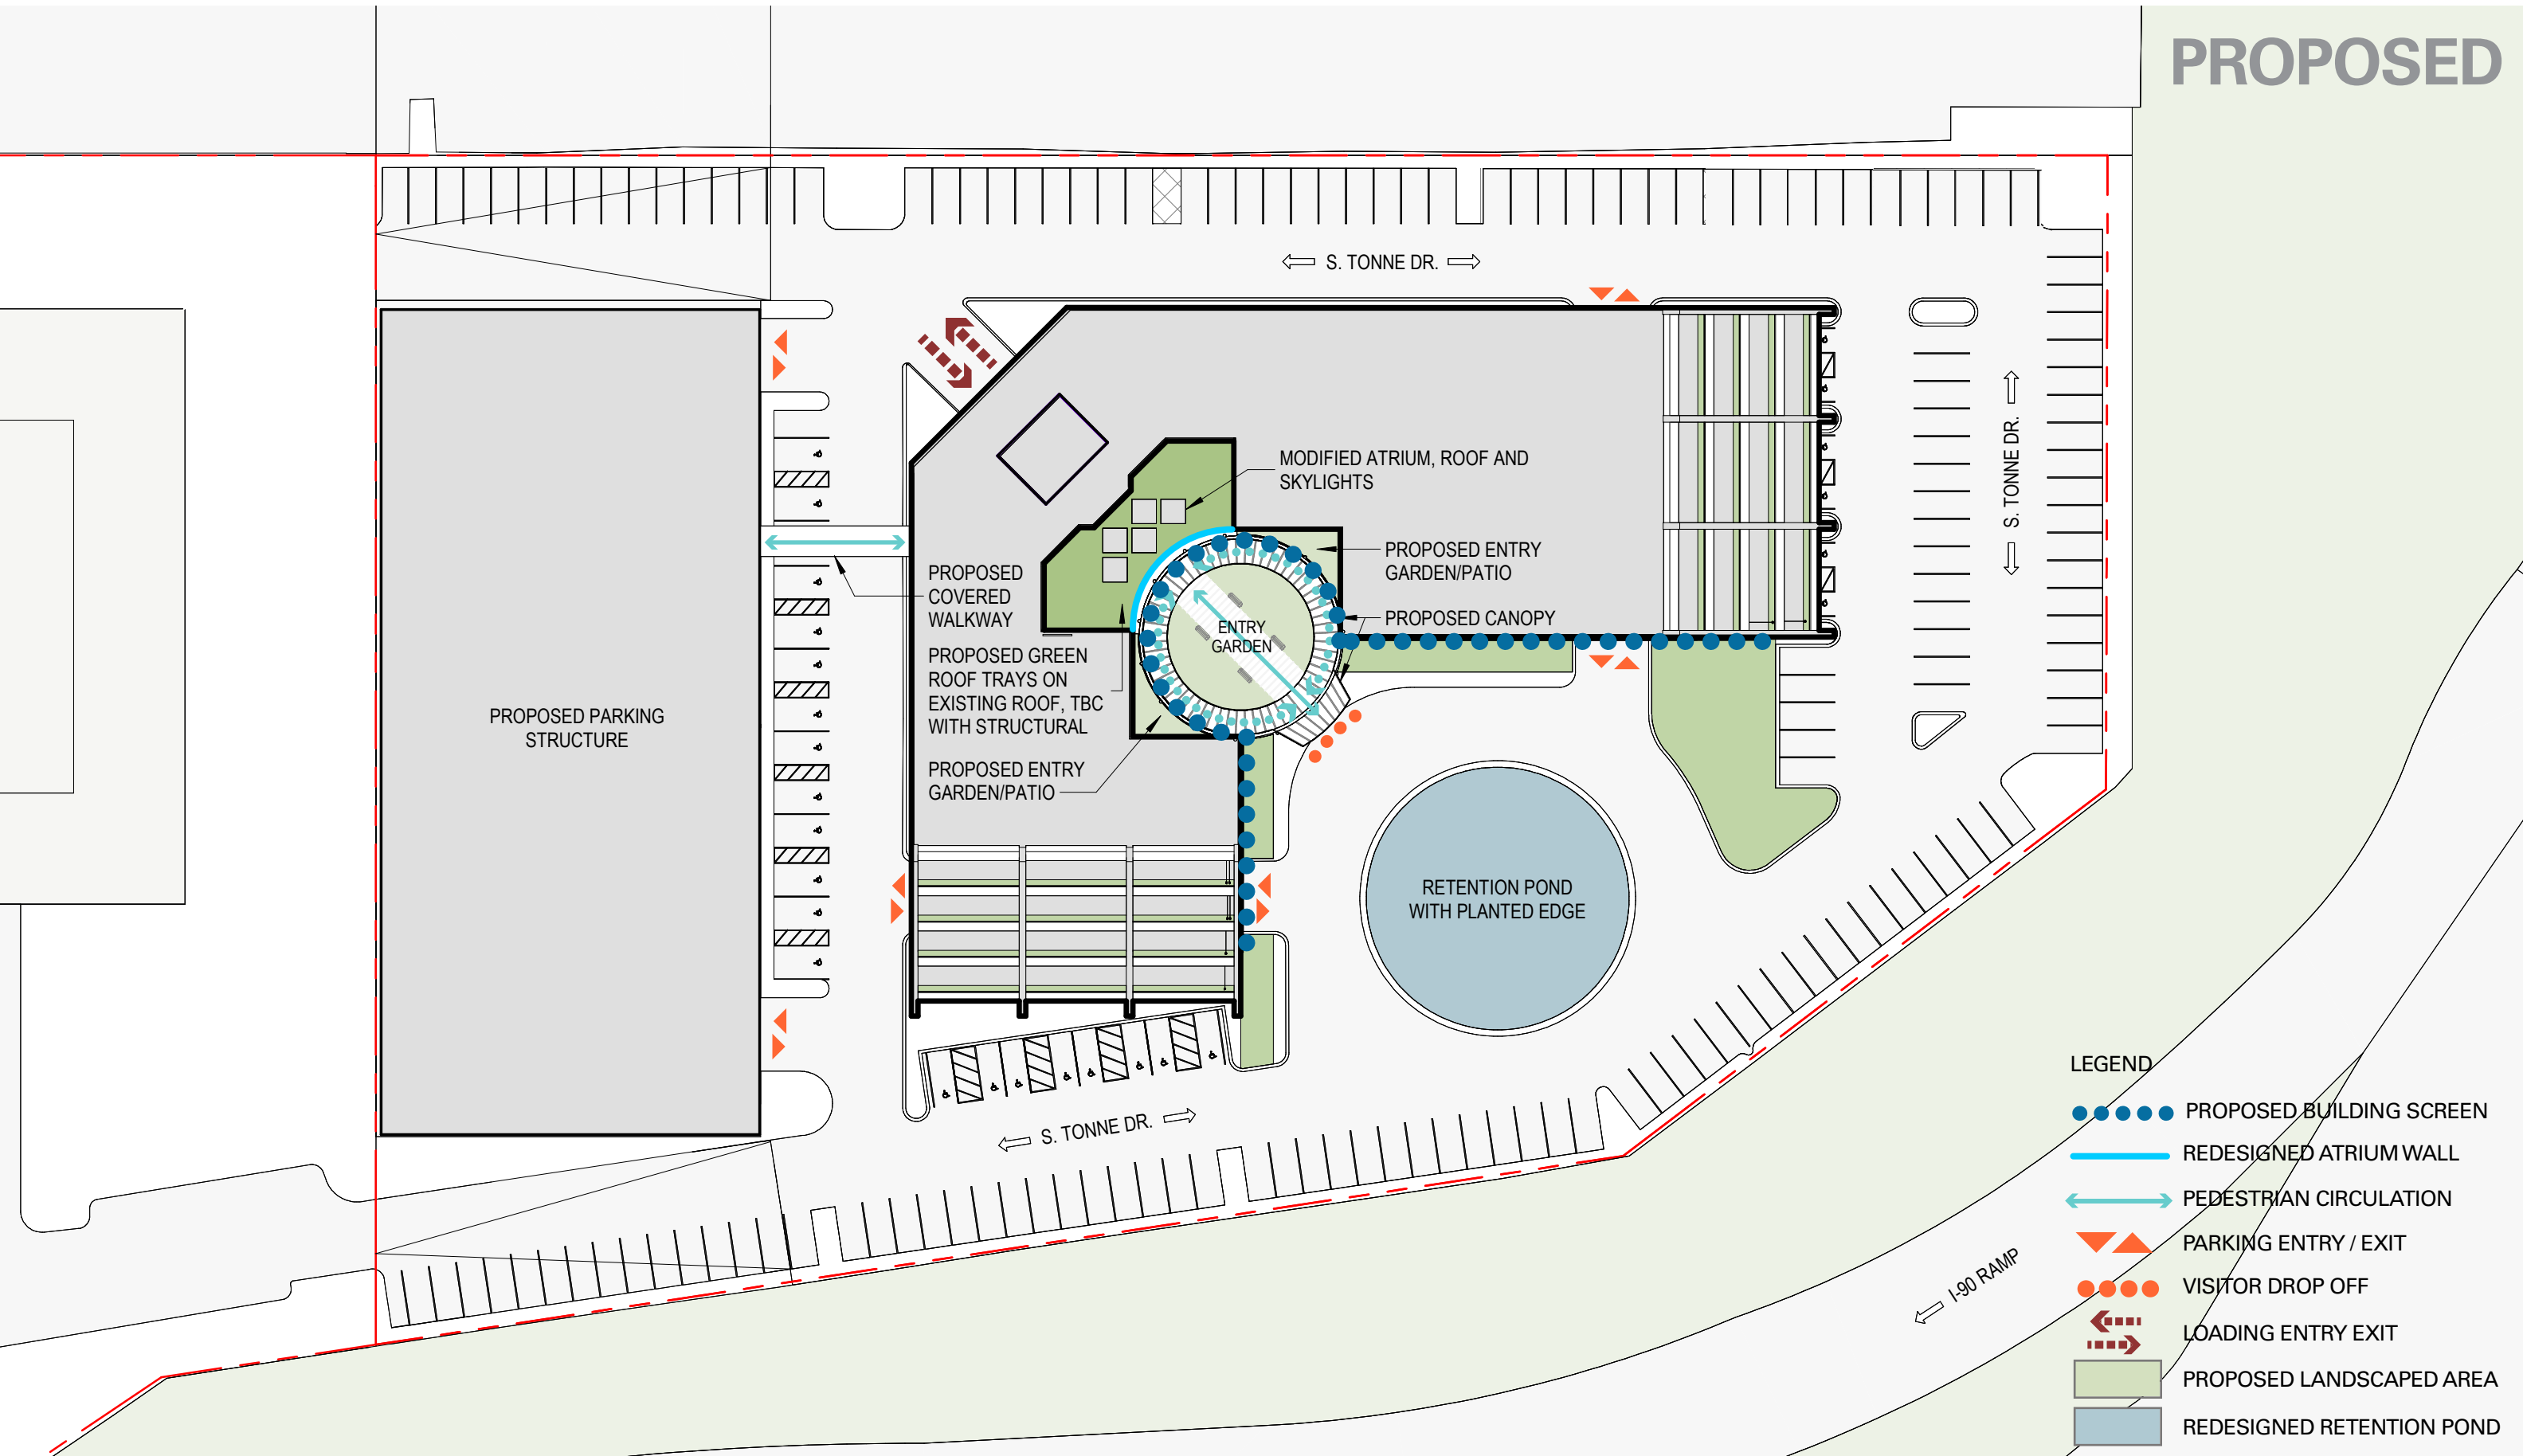 PROPOSED
S. TONNE DR.
S. TONNE DR.
MODIFIED ATRIUM, ROOF AND
SKYLIGHTS
PROPOSED ENTRY
GARDEN/PATIO
PROPOSED CANOPY
PROPOSED
COVERED
WALKWAY
ENTRY
GARDEN
PROPOSED GREEN
ROOF TRAYS ON
EXISTING ROOF, TBC
WITH STRUCTURAL
PROPOSED PARKING
STRUCTURE
PROPOSED ENTRY
GARDEN/PATIO
RETENTION POND
WITH PLANTED EDGE
S. TONNE DR.
I-90 RAMP
LEGEND
PROPOSED BUILDING SCREEN
REDESIGNED ATRIUM WALL
PEDESTRIAN CIRCULATION
PARKING ENTRY / EXIT
VISITOR DROP OFF
LOADING ENTRY EXIT
PROPOSED LANDSCAPED AREA
REDESIGNED RETENTION POND